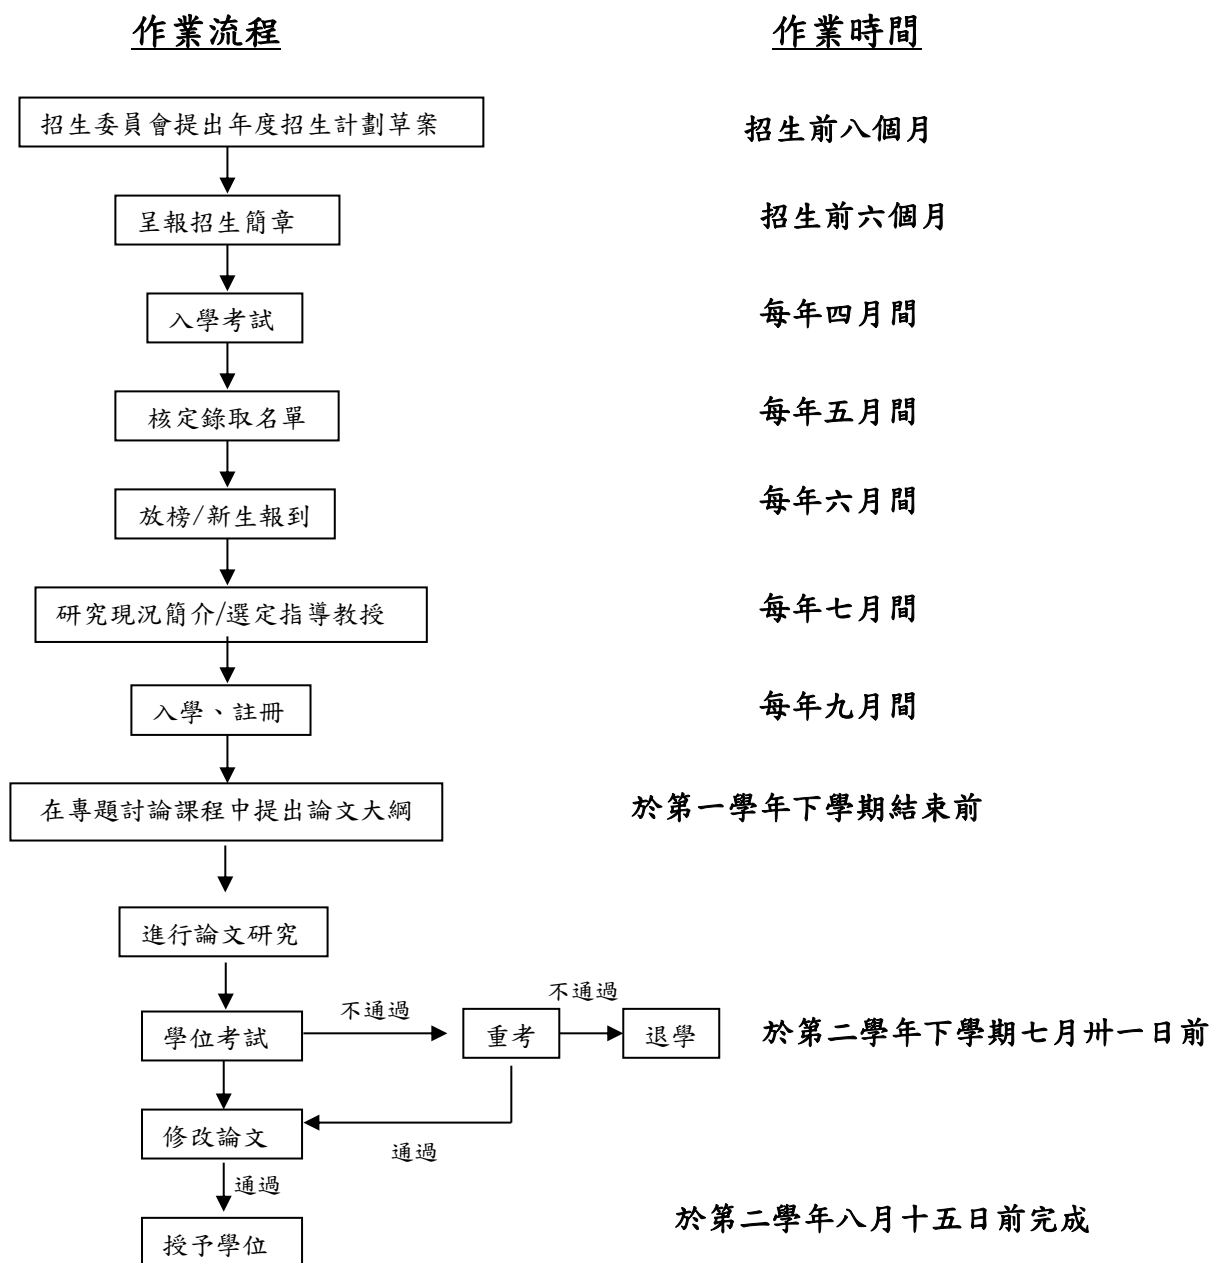 作業流程
作業時間
招生委員會提出年度招生計劃草案
招生前八個月
呈報招生簡章
招生前六個月
入學考試
每年四月間
核定錄取名單
每年五月間
放榜/新生報到
每年六月間
研究現況簡介/選定指導教授
每年七月間
入學、註冊
每年九月間
在專題討論課程中提出論文大綱
於第一學年下學期結束前
進行論文研究
學位考試
不通過
重考
不通過
退學
於第二學年下學期七月卅一日前
修改論文
通過
通過
授予學位
於第二學年八月十五日前完成